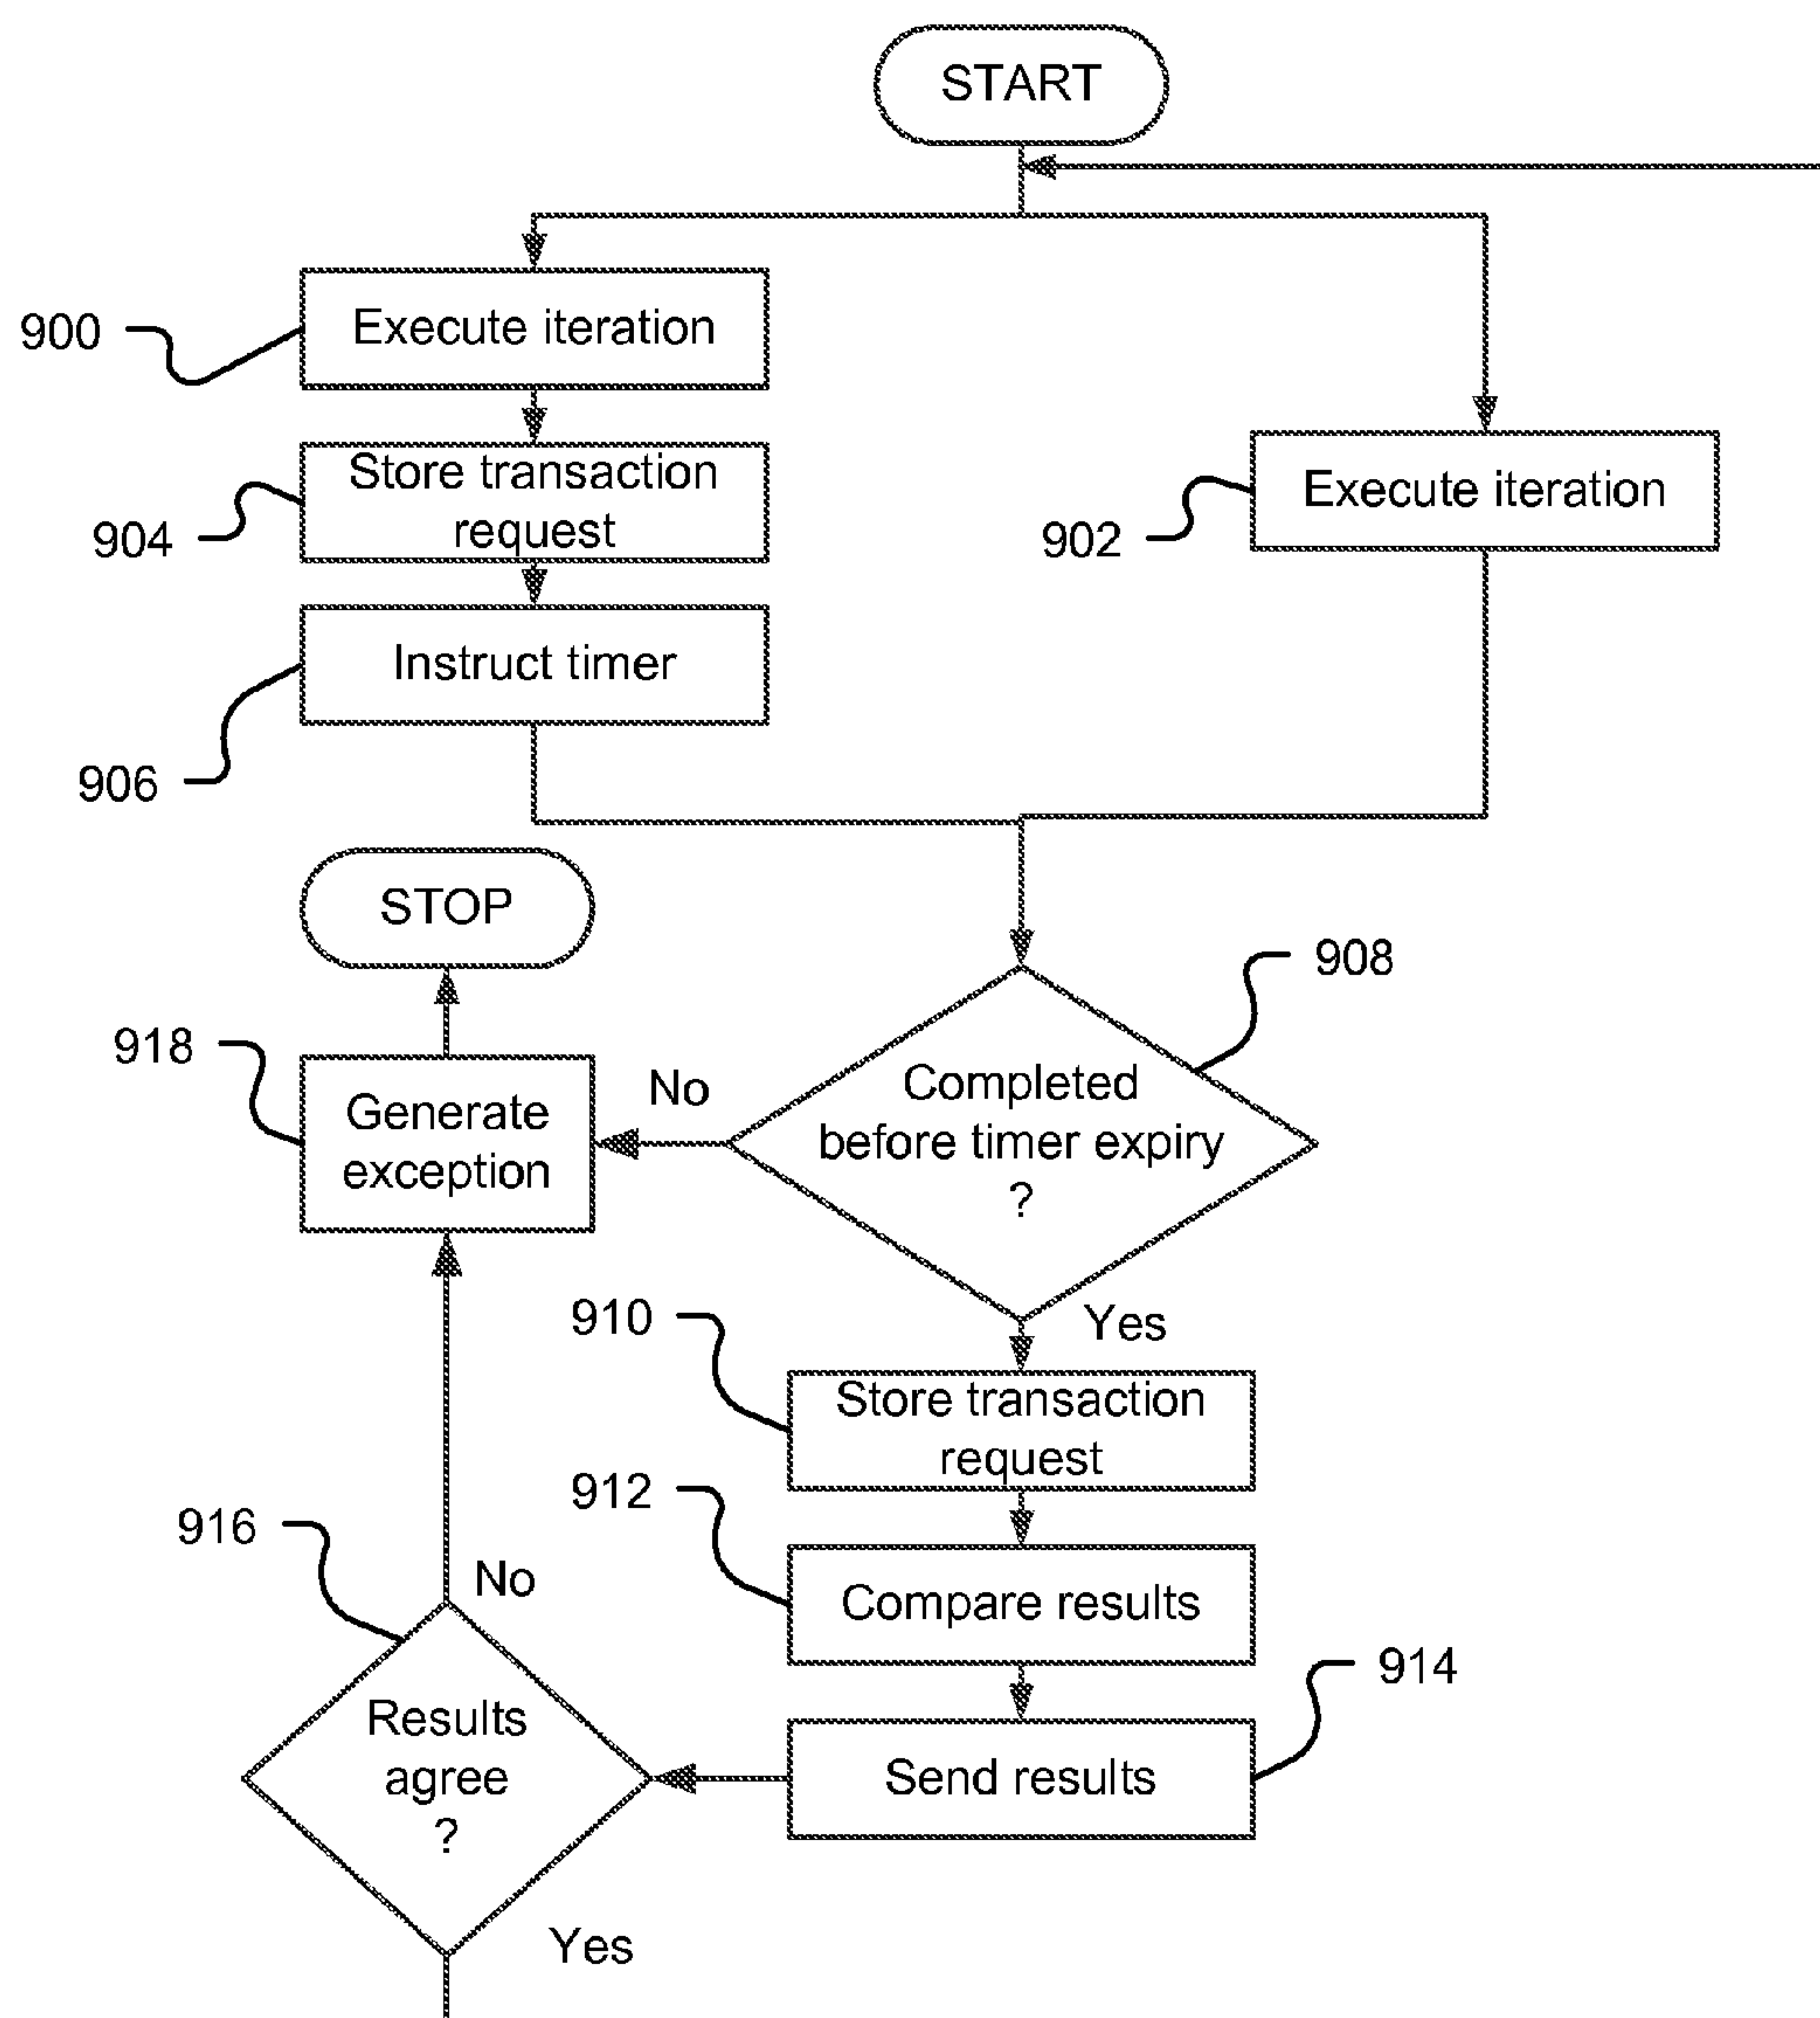 START
900
Execute iteration
Store transaction
request
904
902
Execute iteration
Instruct timer
906
STOP
908
918
Generate
exception
No
Completed
before timer expiry
?
Yes
910
Store transaction
request
912
Compare results
916
No
914
Results
agree
?
Send results
Yes